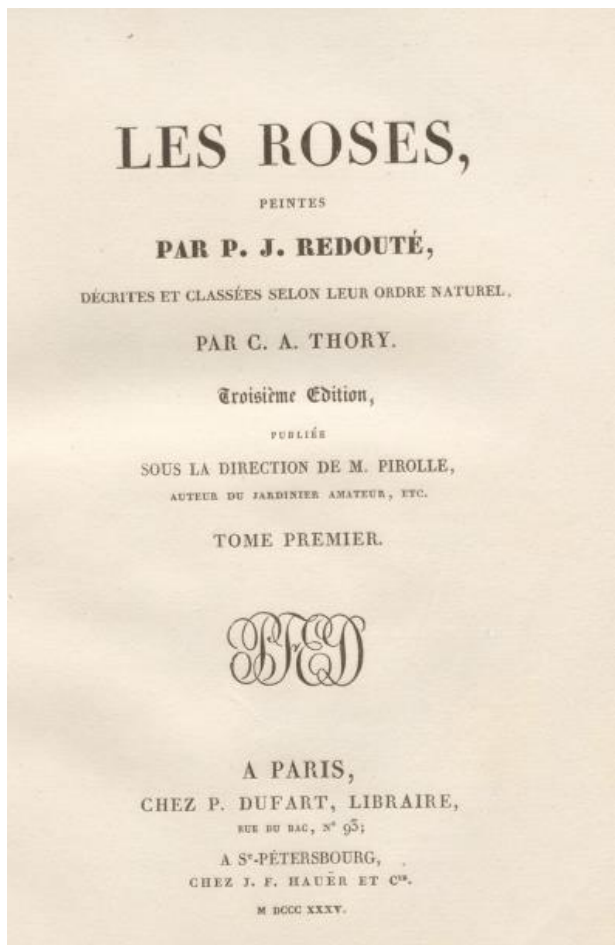 LES ROSES,
PEINTES
PAR P. J. REDOUTÉ,
DÉCRITES ET CLASSÉES SELON LEUR ORDRE NATUREL,
PAR C. A. THORY.
Troisième Edition,
PUBLIÉE
SOUS LA DIRECTION DE M. PIROLLE,
AUTEUR DU JARDINIER AMATEUR, ETC.
TOME PREMIER.
A PARIS,
CHEZ P. DUFART, LIBRAIRE,
RUE DU BAC, Nº 93;
A Sᵀ-PÉTERSBOURG,
CHEZ J. F. HAUËR ET Cⁱᵉ.
M DCCC XXXV.